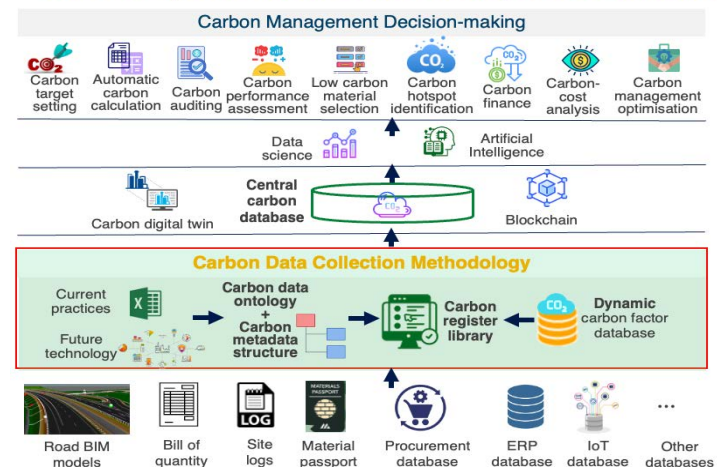 Carbon Management Decision-making
CO2
CO2
CO2
Carbon
target
setting
Automatic
carbon
calculation
Carbon
auditing
Carbon
performance
assessment
Low carbon
material
selection
Carbon
hotspot
identification
Carbon
finance
Carbon-
cost
analysis
Carbon
management
optimisation
Data
science
Artificial
Intelligence
Carbon digital twin
Central
carbon
database
CO2
Blockchain
Carbon Data Collection Methodology
Current
practices
Future
technology
Carbon data
ontology
+
Carbon
metadata
structure
Carbon
register
library
CO2
Dynamic
carbon factor
database
MATERIALS
PASSPORT
LOG
...
Road BIM
models
Bill of
quantity
Site
logs
Material
passport
Procurement
database
ERP
database
IoT
database
Other
databases